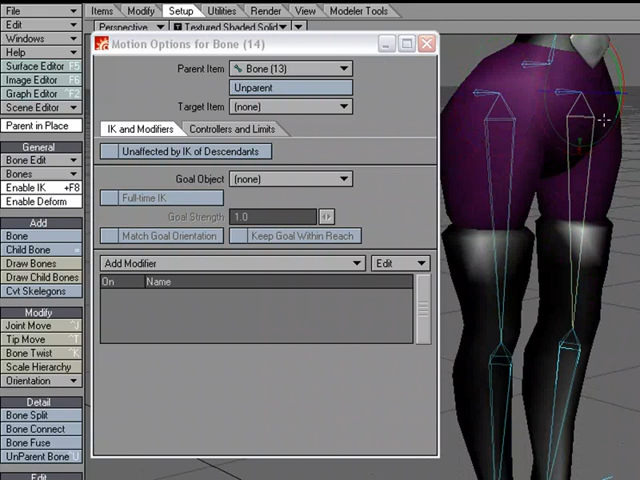 File
Items
Modify
Setup
Utilities
Render
View
Modeler Tools
Edit
Perspective
Textured Shaded Solid
Windows
Help
Surface Editor F5
Image Editor F6
Graph Editor ^F2
Scene Editor
Parent in Place
General
Bone Edit
Bones
Enable IK +F8
Enable Deform
Add
Bone
Child Bone =
Draw Bones
Draw Child Bones
Cvt Skelegons
Modify
Joint Move ^J
Tip Move ^T
Bone Twist ^K
Scale Hierarchy
Orientation
Detail
Bone Split
Bone Connect
Bone Fuse
UnParent Bone U
Edit
Motion Options for Bone (14)
Parent Item
Bone (13)
Unparent
Target Item
(none)
IK and Modifiers
Controllers and Limits
Unaffected by IK of Descendants
Goal Object
(none)
Full-time IK
Goal Strength
1.0
Match Goal Orientation
Keep Goal Within Reach
Add Modifier
Edit
On
Name